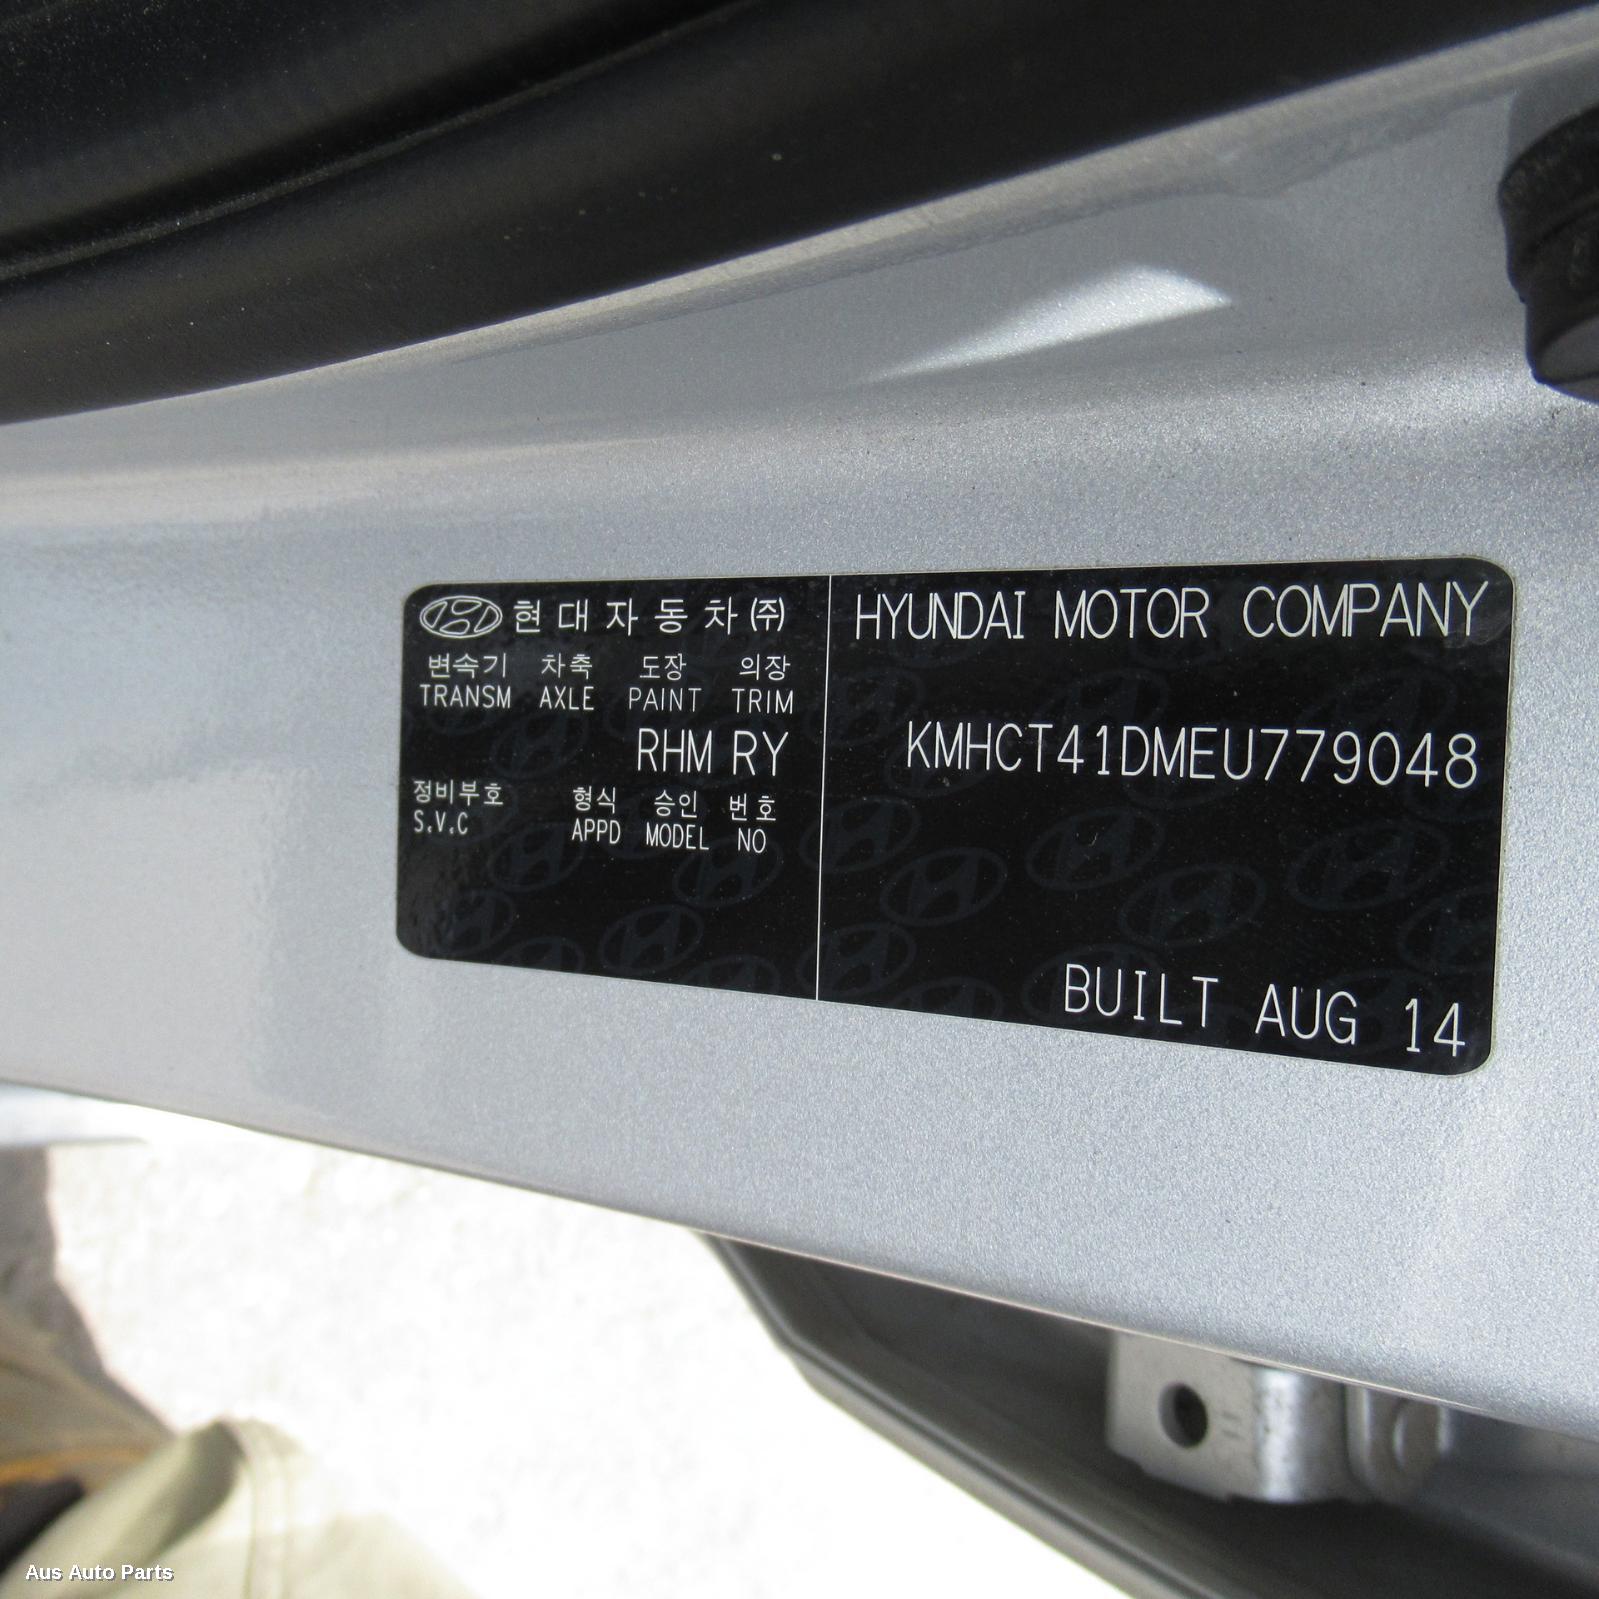 현대자동차㈜
변속기 차축 도장 의장
TRANSM AXLE PAINT TRIM
RHM RY
정비부호 형식 승인 번호
S.V.C APPD MODEL NO
HYUNDAI MOTOR COMPANY
KMHCT41DMEU779048
BUILT AUG 14
Aus Auto Parts